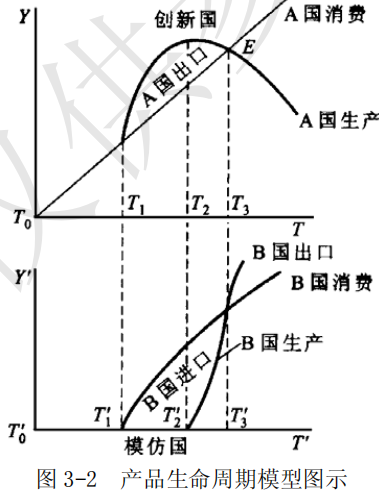 Y
创新国
A国消费
E
A国出口
A国生产
T₀
T₁
T₂
T₃
T
Y'
B国出口
B国消费
B国生产
B国进口
T'₀
T'₁
T'₂
T'₃
T'
模仿国
图 3-2 产品生命周期模型图示